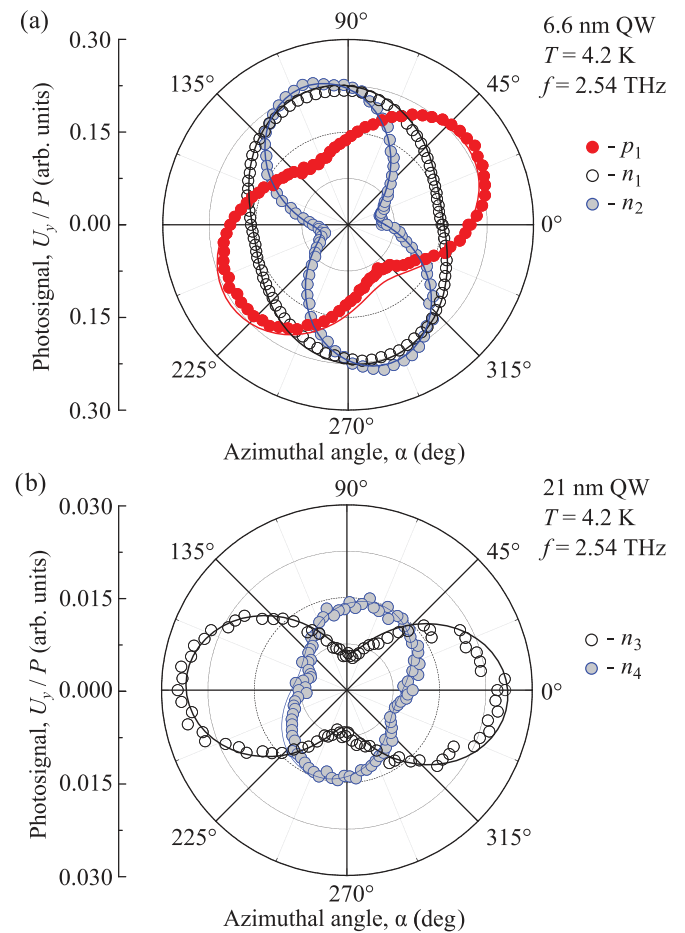 (a)
90°
6.6 nm QW
T = 4.2 K
f = 2.54 THz
0.30
135°
45°
0.15
- p1
- n1
- n2
0.00
0°
0.15
225°
315°
0.30
270°
Photosignal, Uy / P (arb. units)
Azimuthal angle, α (deg)
(b)
90°
21 nm QW
T = 4.2 K
f = 2.54 THz
0.030
135°
45°
0.015
- n3
- n4
0.000
0°
0.015
225°
315°
0.030
270°
Photosignal, Uy / P (arb. units)
Azimuthal angle, α (deg)